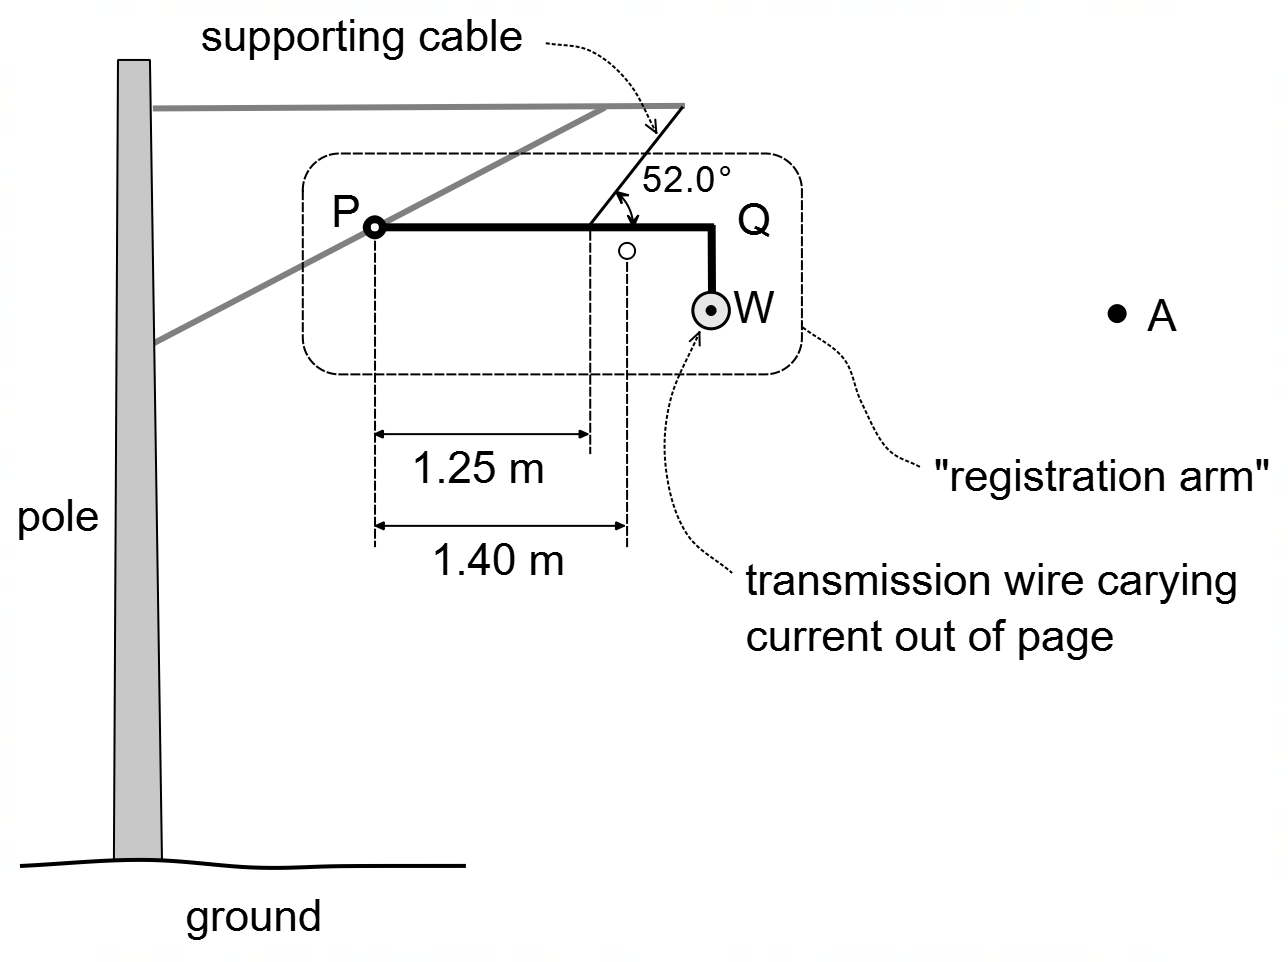 supporting cable
52.0°
P
Q
W
A
1.25 m
"registration arm"
pole
1.40 m
transmission wire carying
current out of page
ground